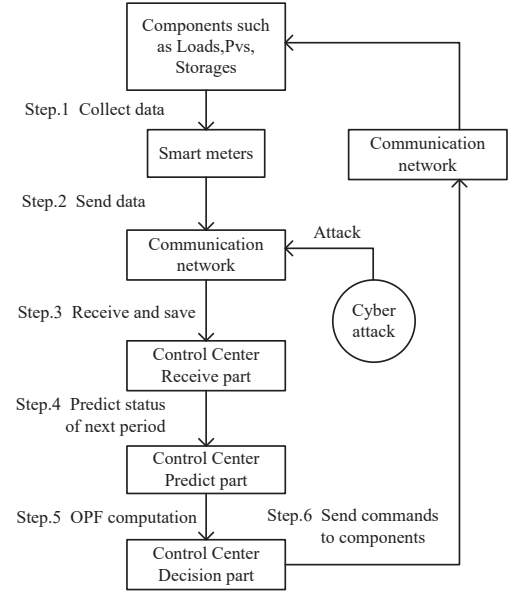 Components such
as Loads,Pvs,
Storages
Step.1 Collect data
Smart meters
Communication
network
Step.2 Send data
Communication
network
Attack
Cyber
attack
Step.3 Receive and save
Control Center
Receive part
Step.4 Predict status
of next period
Control Center
Predict part
Step.5 OPF computation
Step.6 Send commands
to components
Control Center
Decision part